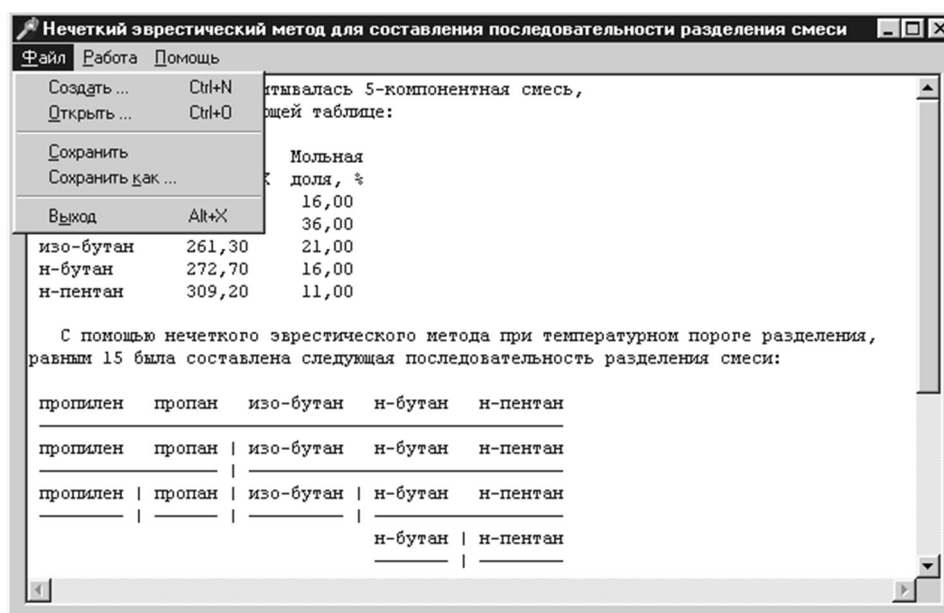 Нечеткий эврестический метод для составления последовательности разделения смеси
Файл Работа Помощь
Создать ... Ctrl+N
Открыть ... Ctrl+O
Сохранить
Сохранить как ...
Выход Alt+X
итывалась 5-компонентная смесь,
ющей таблице:
Мольная
К доля, %
16,00
36,00
изо-бутан 261,30 21,00
н-бутан 272,70 16,00
н-пентан 309,20 11,00
С помощью нечеткого эврестического метода при температурном пороге разделения,
равным 15 была составлена следующая последовательность разделения смеси:
пропилен пропан изо-бутан н-бутан н-пентан
пропилен пропан | изо-бутан н-бутан н-пентан
пропилен | пропан | изо-бутан | н-бутан н-пентан
н-бутан | н-пентан